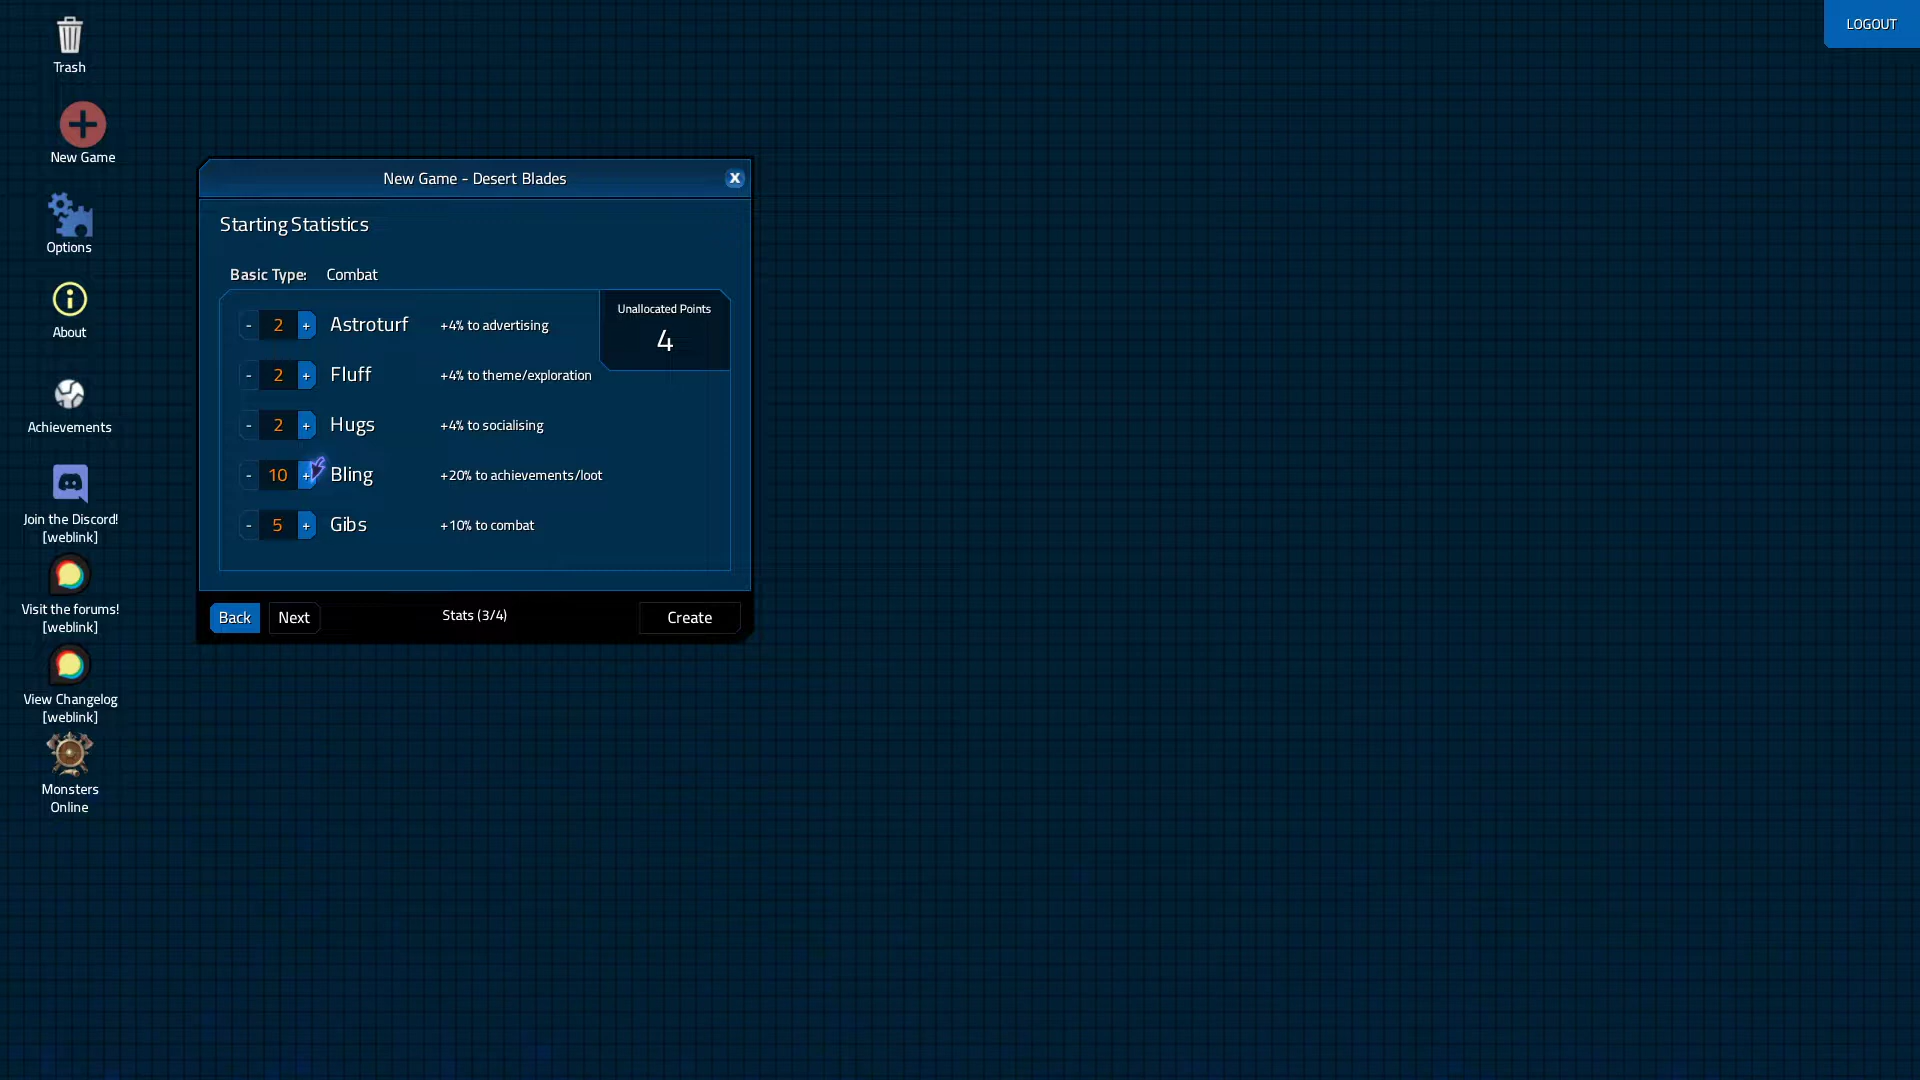 LOGOUT
Trash
New Game
Options
About
Achievements
Join the Discord!
[weblink]
Visit the forums!
[weblink]
View Changelog
[weblink]
Monsters
Online
New Game - Desert Blades
X
Starting Statistics
Basic Type: Combat
Unallocated Points
4
- 2 + Astroturf +4% to advertising
- 2 + Fluff +4% to theme/exploration
- 2 + Hugs +4% to socialising
- 10 + Bling +20% to achievements/loot
- 5 + Gibs +10% to combat
Back Next Stats (3/4) Create